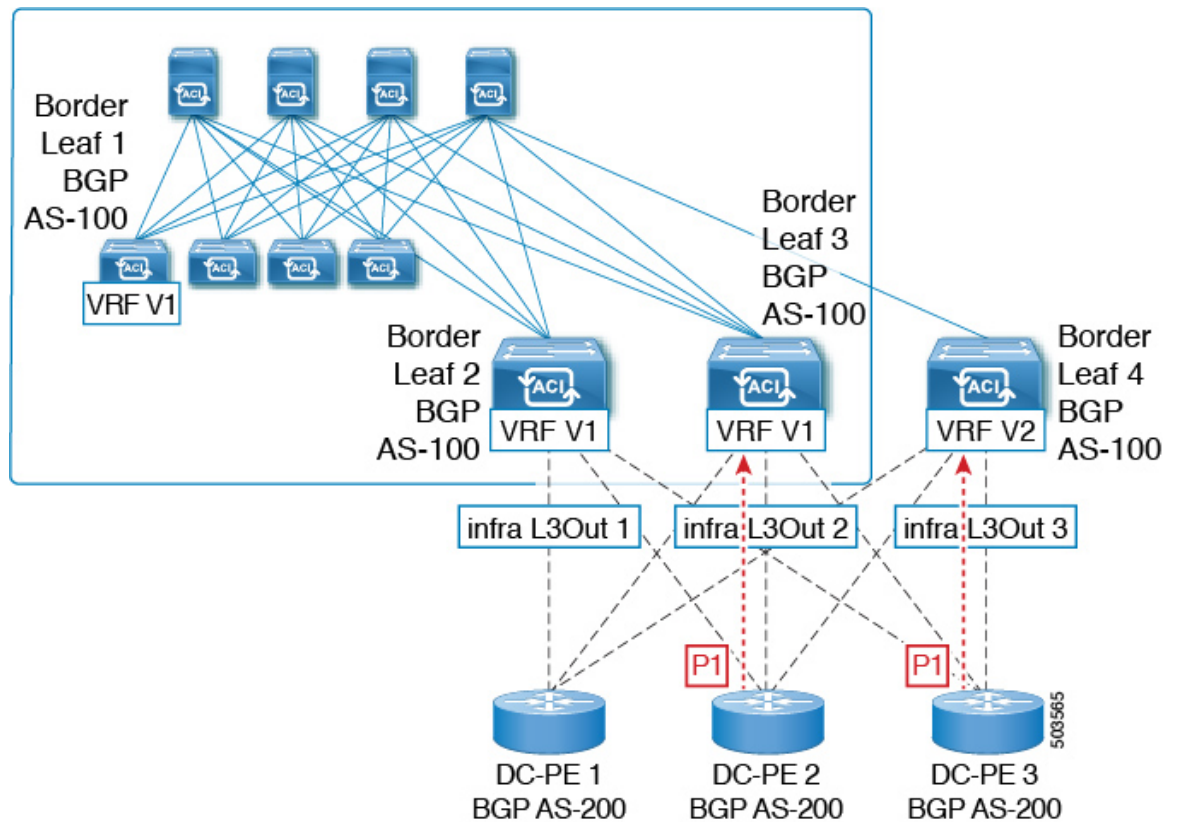 ACI
ACI
ACI
ACI
Border
Leaf 1
BGP
AS-100
ACI
ACI
ACI
ACI
VRF V1
Border
Leaf 2
BGP
AS-100
ACI
VRF V1
Border
Leaf 3
BGP
AS-100
ACI
VRF V1
Border
Leaf 4
BGP
AS-100
ACI
VRF V2
infra L3Out 1
infra L3Out 2
infra L3Out 3
P1
P1
503565
DC-PE 1
BGP AS-200
DC-PE 2
BGP AS-200
DC-PE 3
BGP AS-200